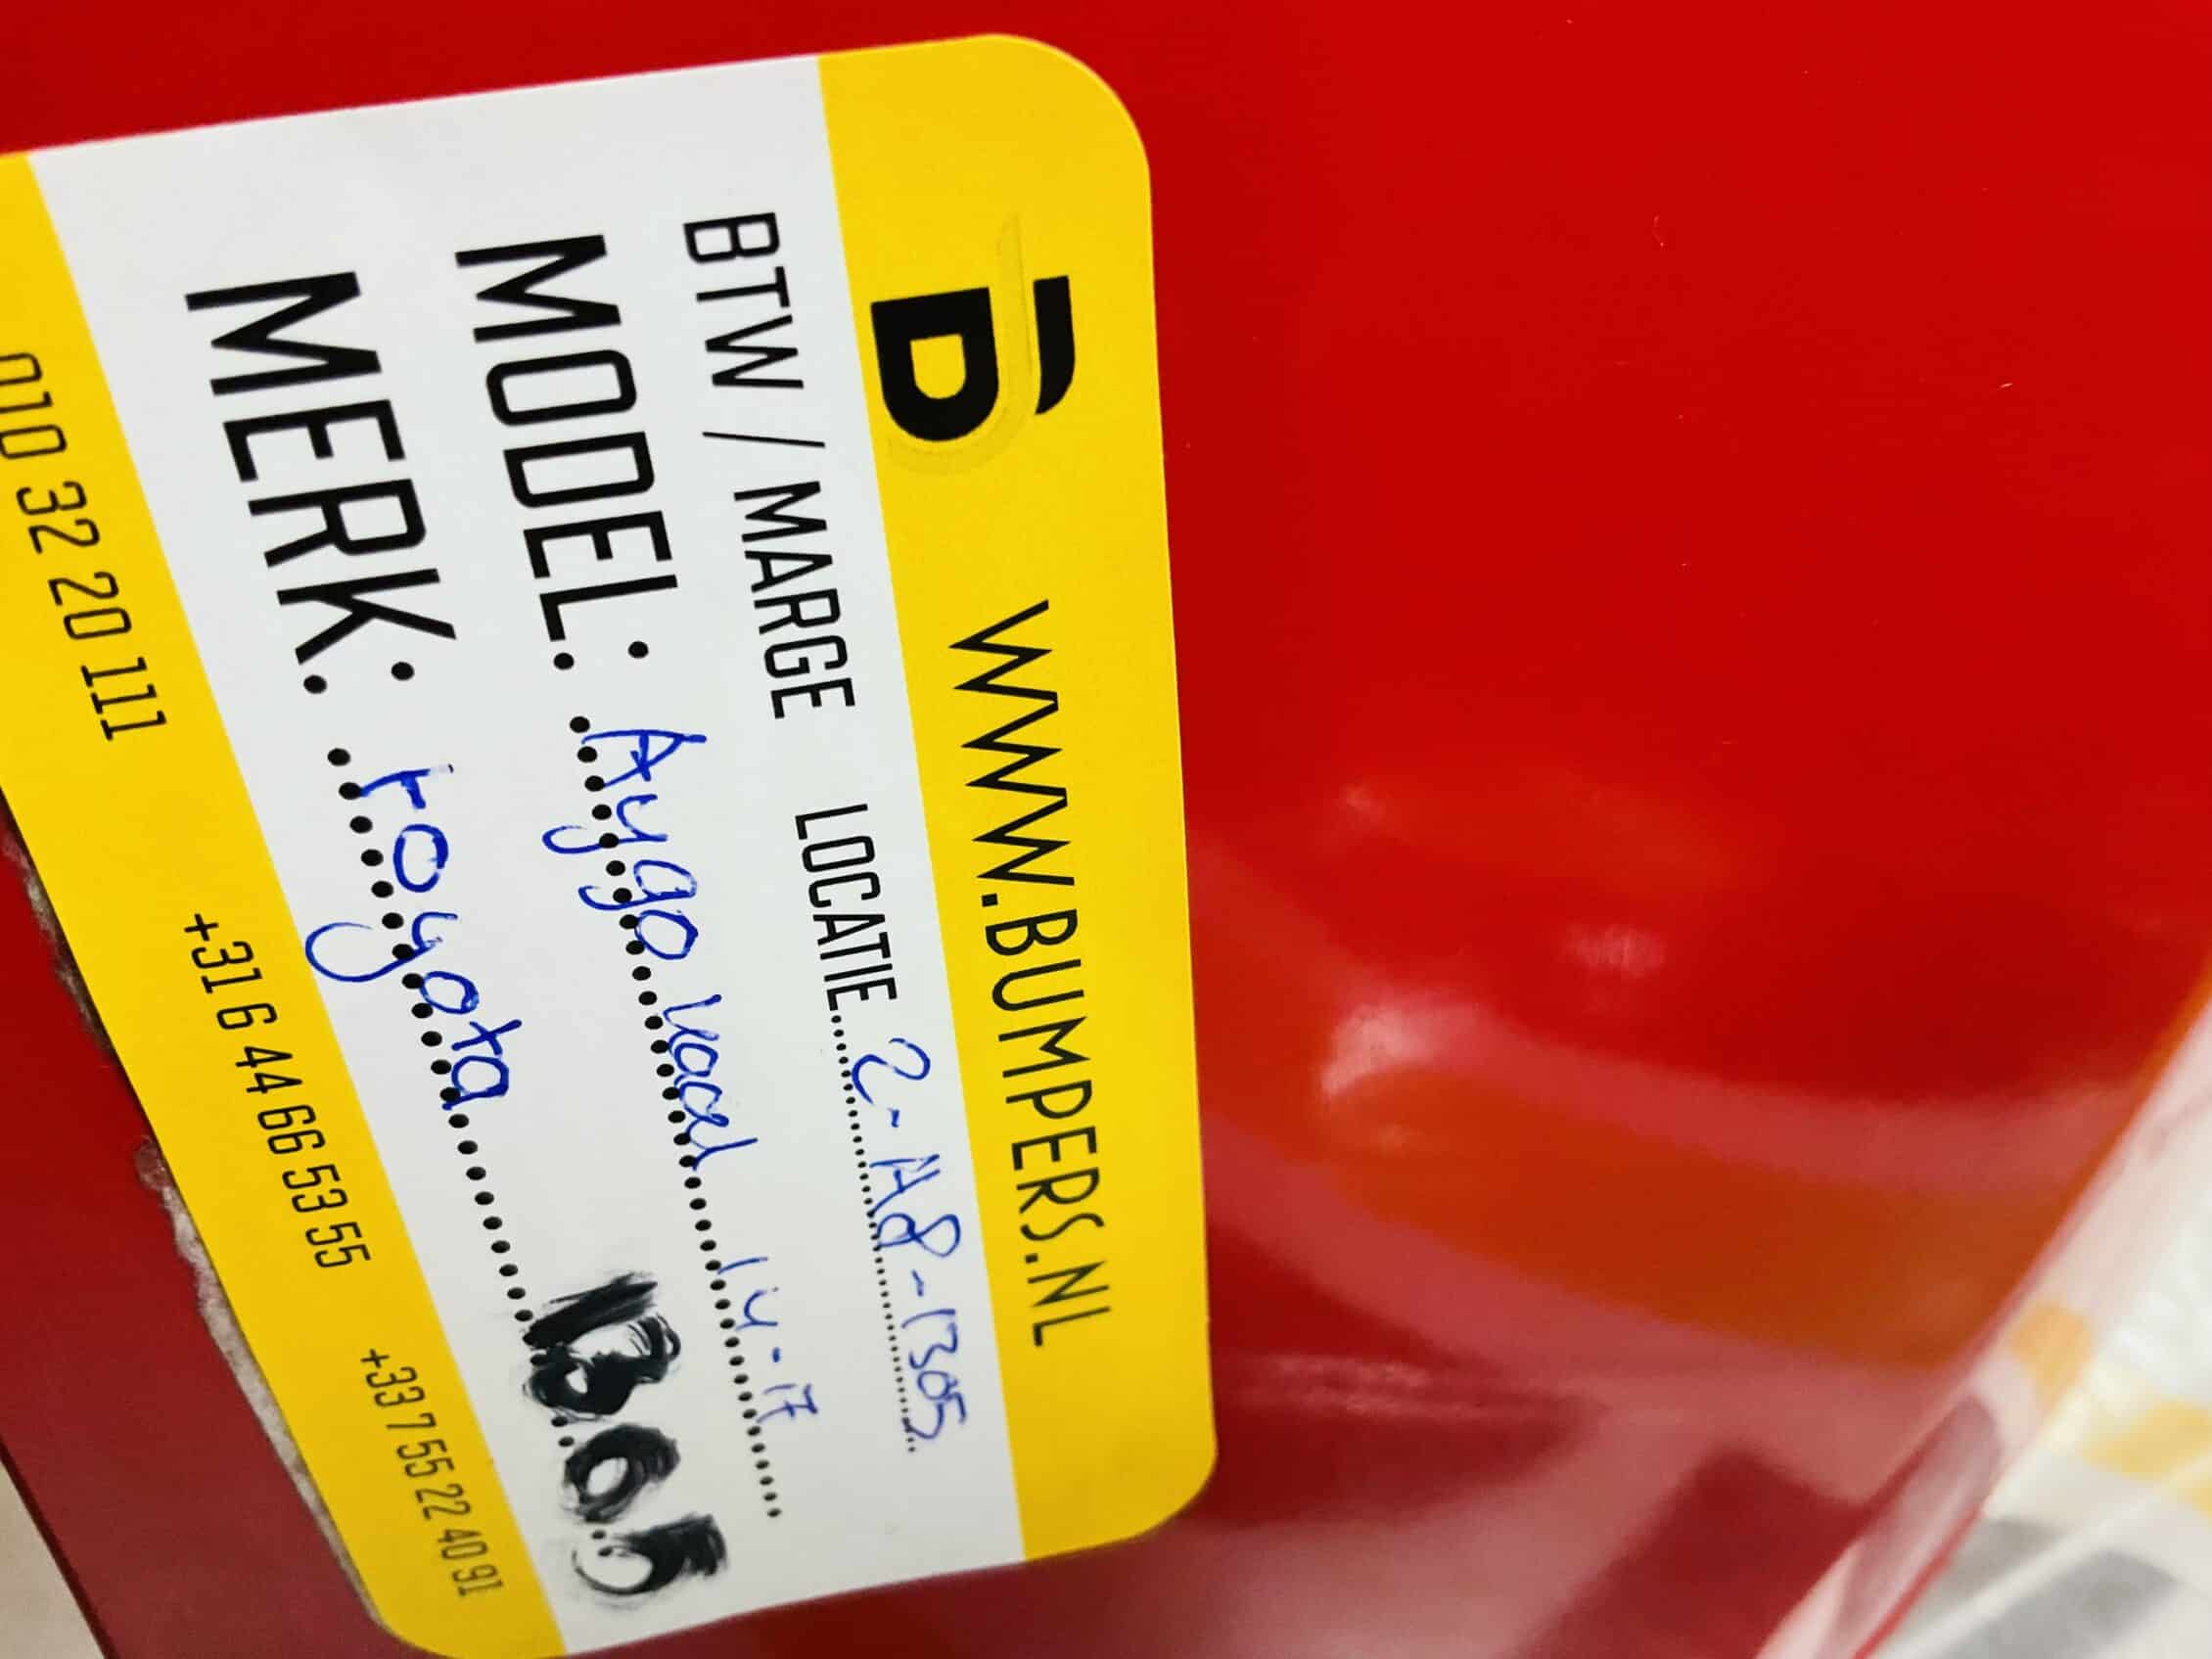 WWW.BUMPERS.NL
BTW / MARGE LOCATIE 2-A8-1305
MODEL: Aygo Voor 14-17
MERK: toyota 1305
010 32 20 111 +31 6 44 66 53 55 +33 7 55 22 40 91